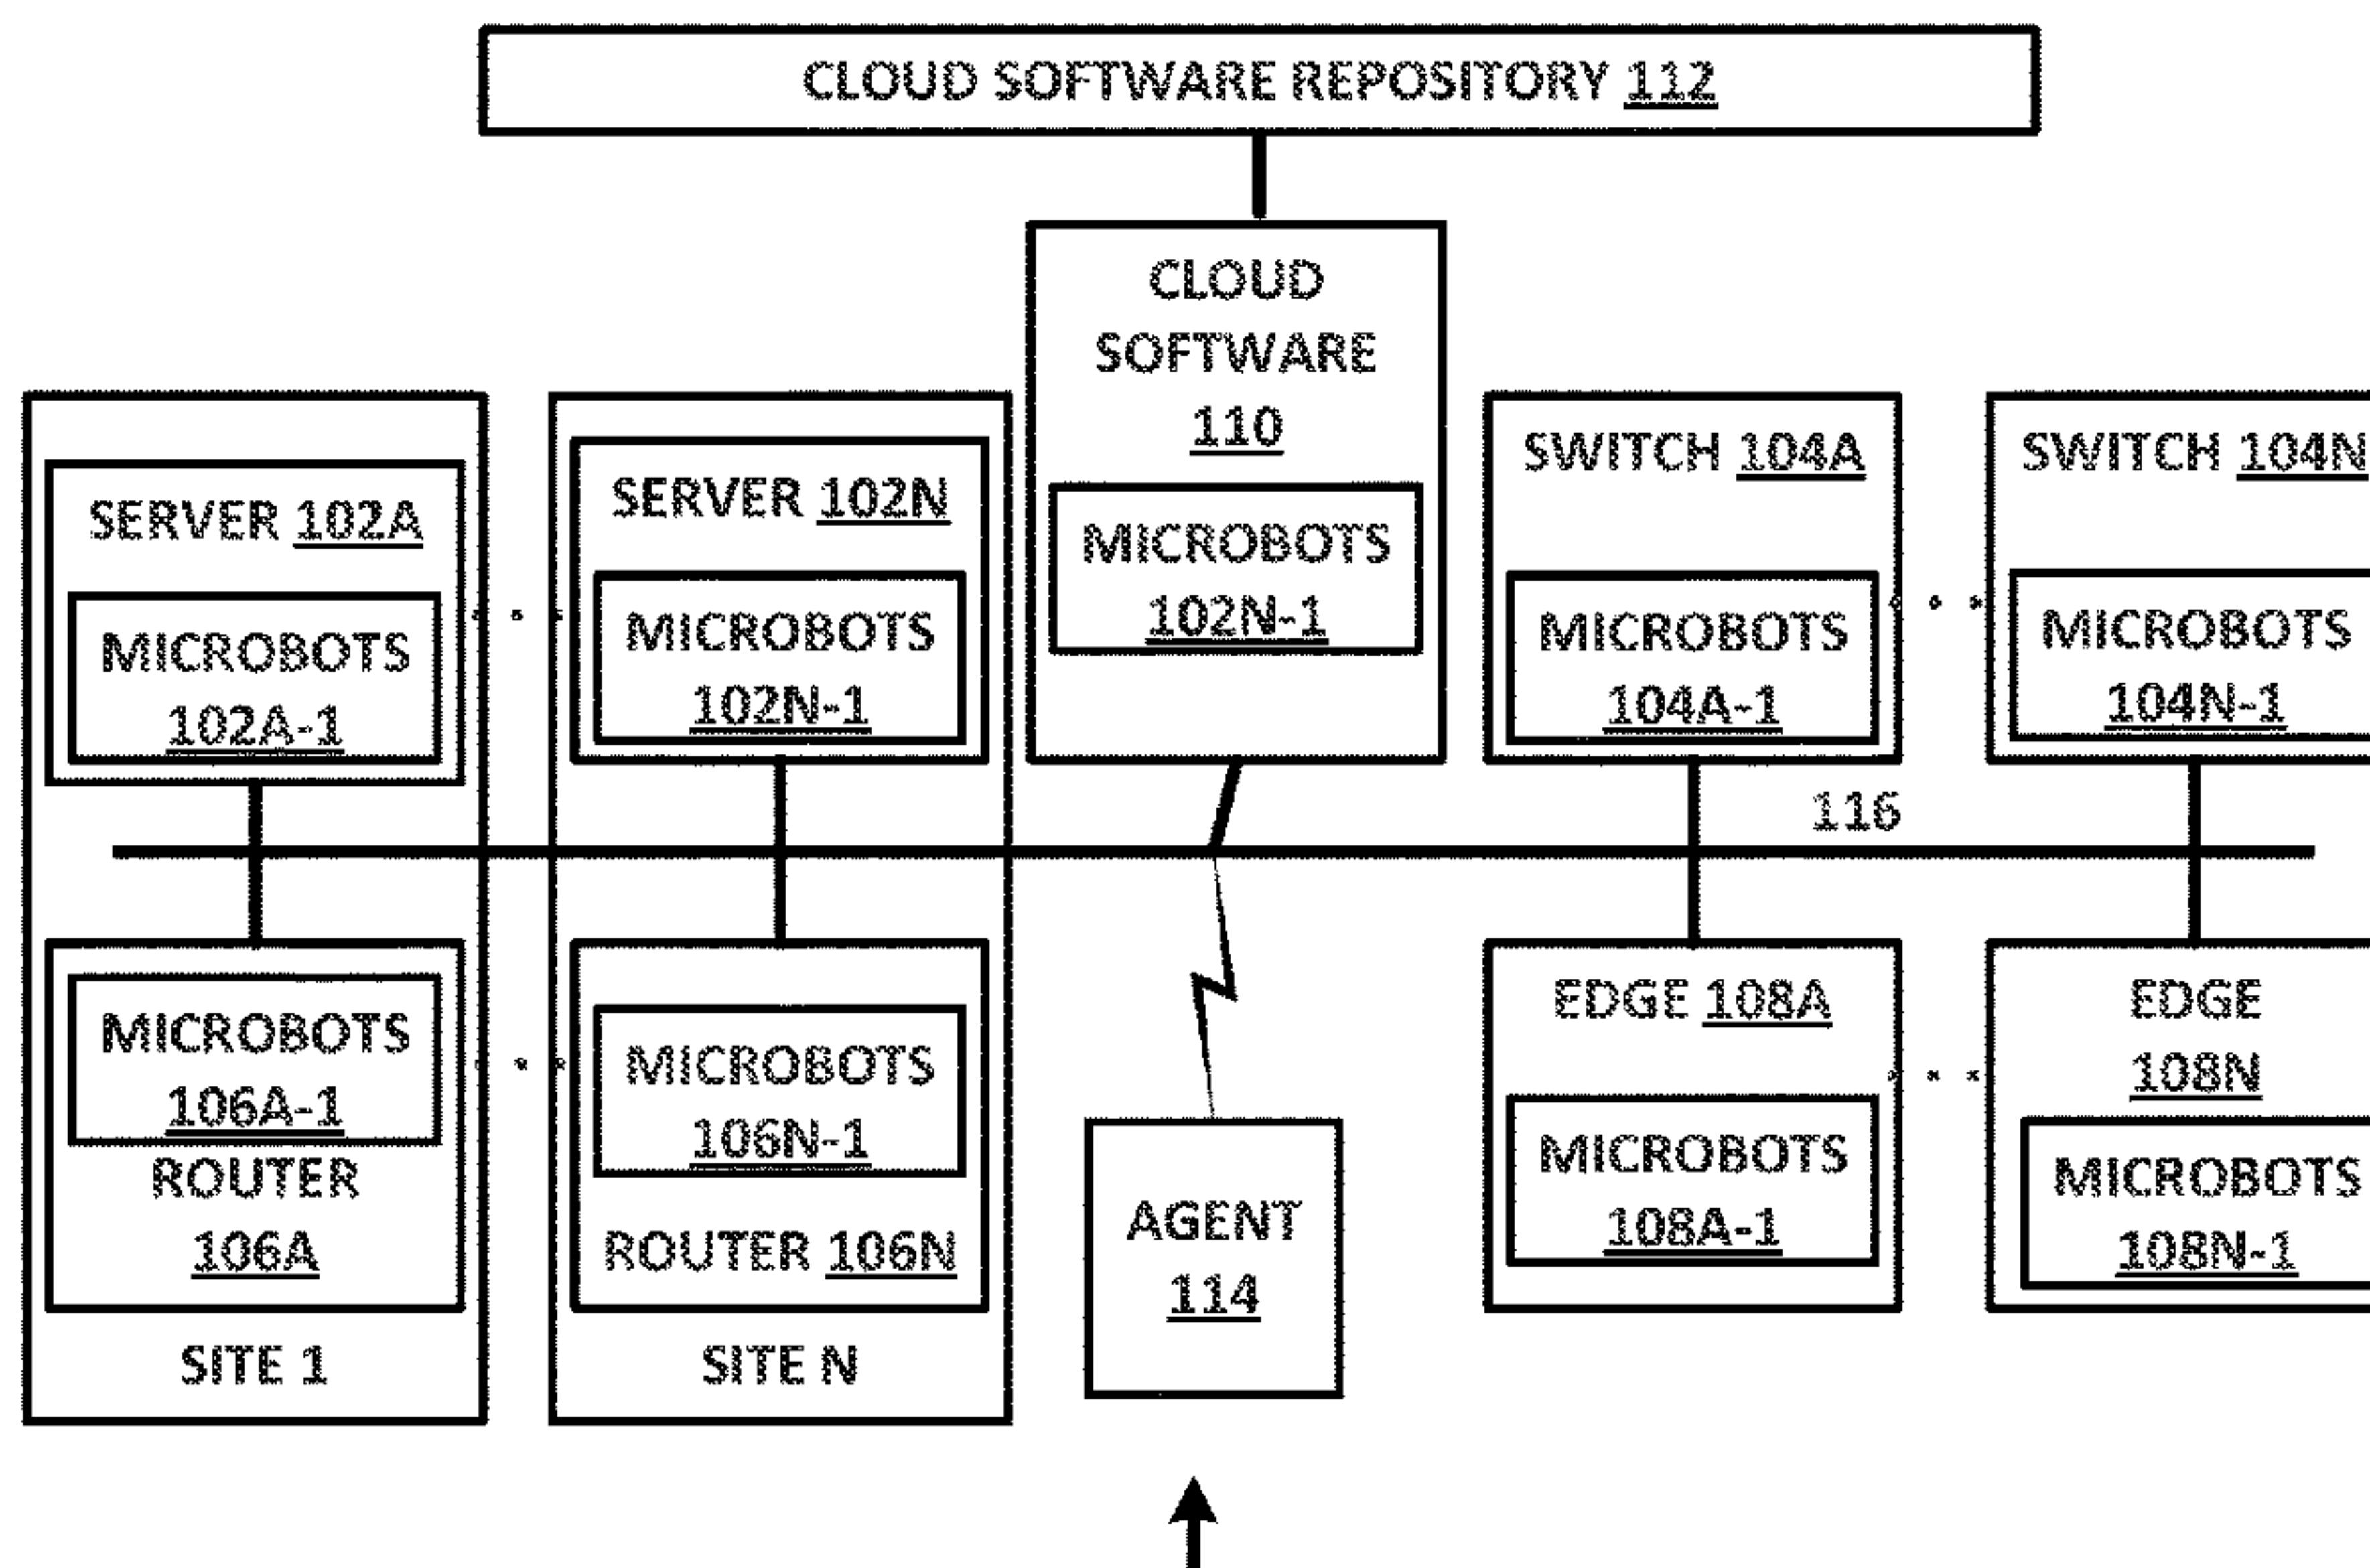 CLOUD SOFTWARE REPOSITORY 112
CLOUD
SOFTWARE
110
MICROBOTS
102N-1
SERVER 102A
MICROBOTS
102A-1
SERVER 102N
MICROBOTS
102N-1
SWITCH 104A
MICROBOTS
104A-1
SWITCH 104N
MICROBOTS
104N-1
116
MICROBOTS
106A-1
ROUTER
106A
SITE 1
MICROBOTS
106N-1
ROUTER 106N
SITE N
AGENT
114
EDGE 108A
MICROBOTS
108A-1
EDGE
108N
MICROBOTS
108N-1